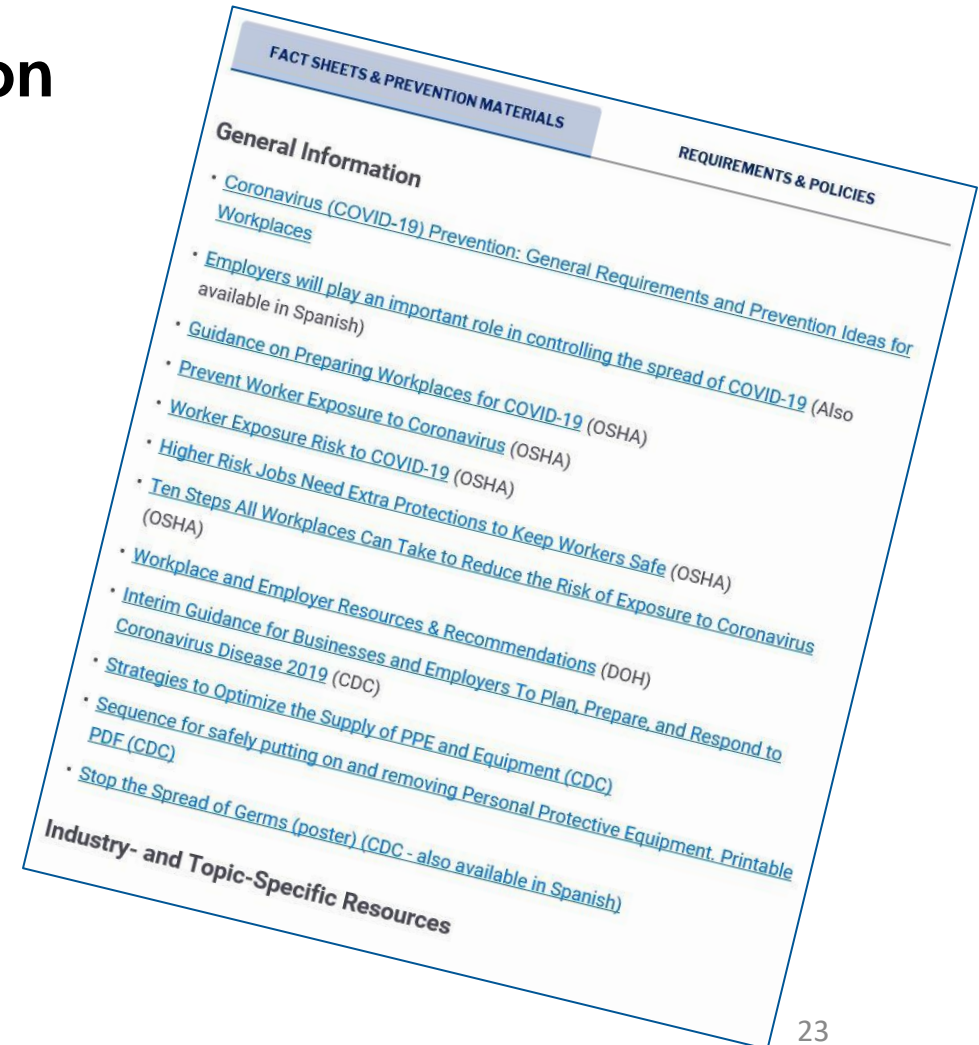 on
FACT SHEETS & PREVENTION MATERIALS
REQUIREMENTS & POLICIES
General Information
• Coronavirus (COVID-19) Prevention: General Requirements and Prevention Ideas for
Workplaces
• Employers will play an important role in controlling the spread of COVID-19 (Also
available in Spanish)
• Guidance on Preparing Workplaces for COVID-19 (OSHA)
• Prevent Worker Exposure to Coronavirus (OSHA)
• Worker Exposure Risk to COVID-19 (OSHA)
• Higher Risk Jobs Need Extra Protections to Keep Workers Safe (OSHA)
• Ten Steps All Workplaces Can Take to Reduce the Risk of Exposure to Coronavirus
(OSHA)
• Workplace and Employer Resources & Recommendations (DOH)
• Interim Guidance for Businesses and Employers To Plan, Prepare, and Respond to
Coronavirus Disease 2019 (CDC)
• Strategies to Optimize the Supply of PPE and Equipment (CDC)
• Sequence for safely putting on and removing Personal Protective Equipment. Printable
PDF (CDC)
• Stop the Spread of Germs (poster) (CDC - also available in Spanish)
Industry- and Topic-Specific Resources
23